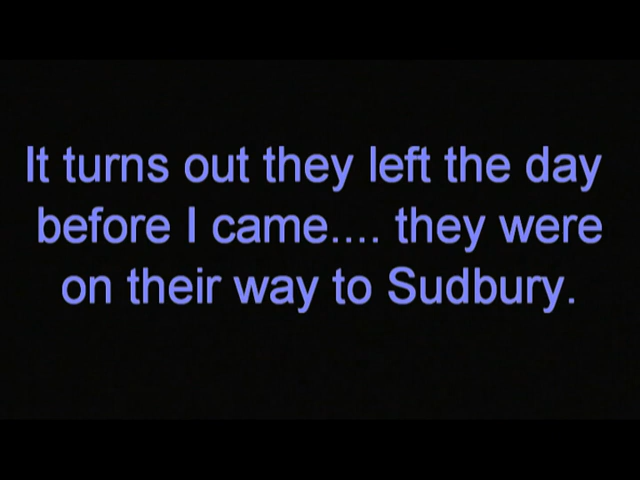 It turns out they left the day
before I came.... they were
on their way to Sudbury.